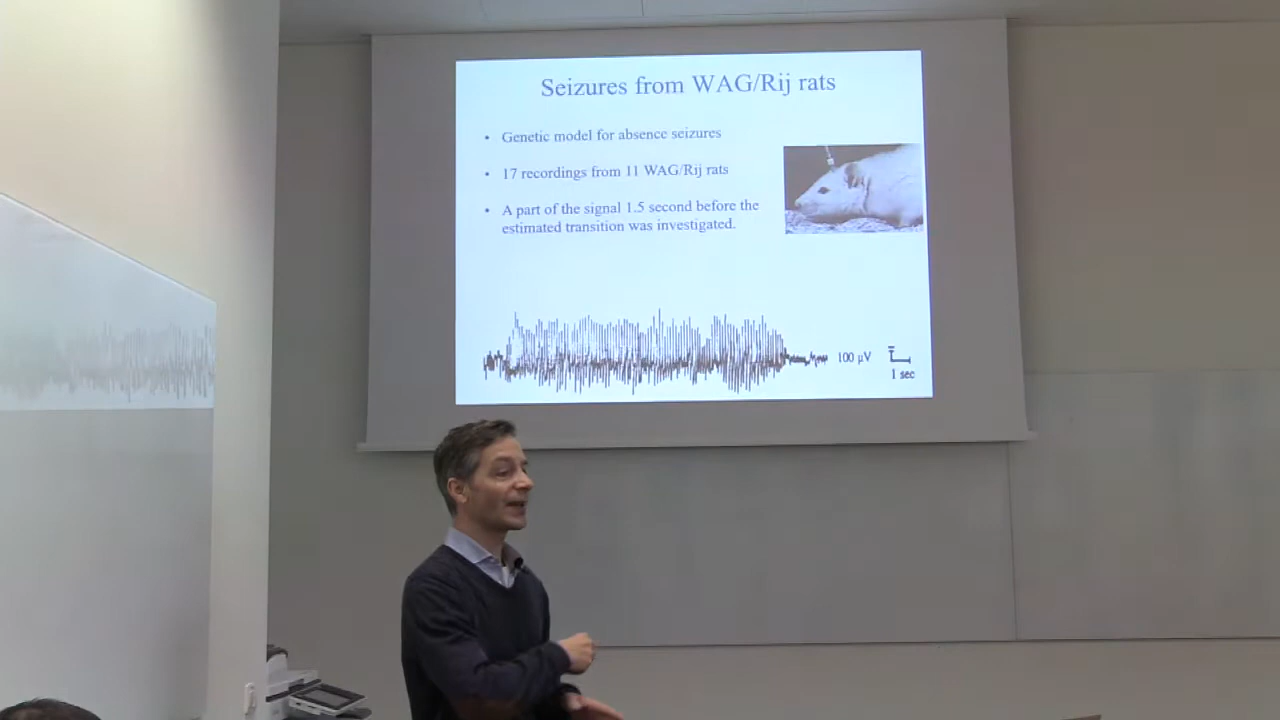 Seizures from WAG/Rij rats
• Genetic model for absence seizures
• 17 recordings from 11 WAG/Rij rats
• A part of the signal 1.5 second before the
estimated transition was investigated.
100 µV
1 sec